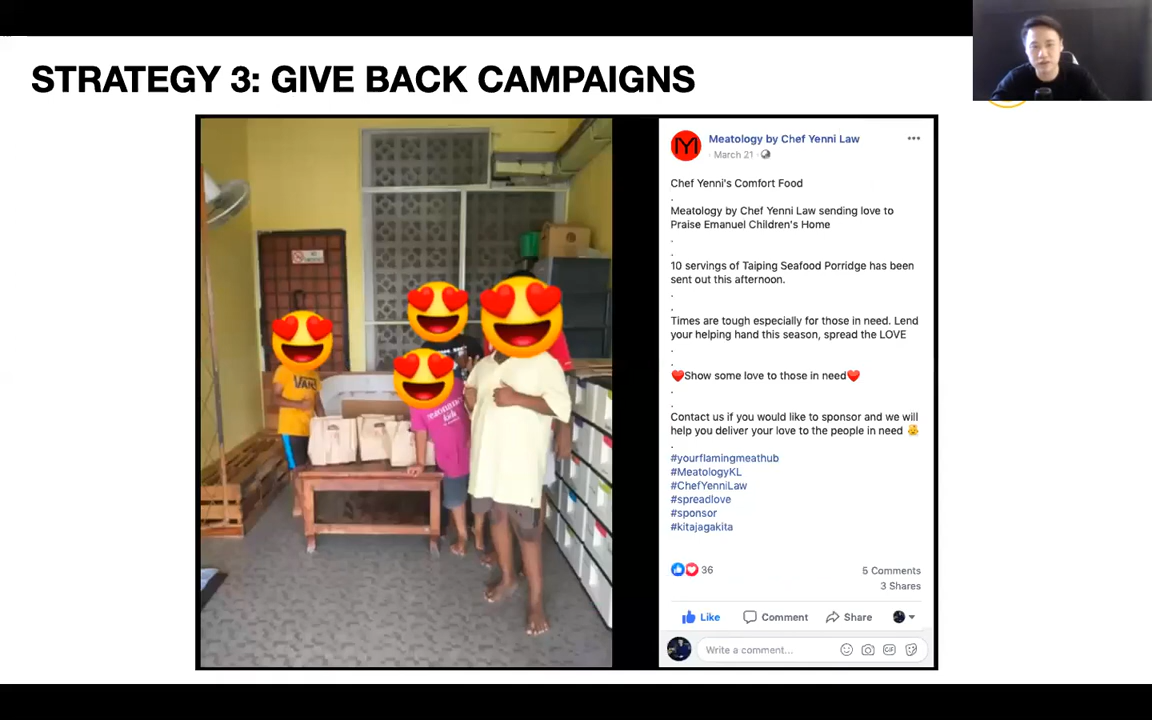 STRATEGY 3: GIVE BACK CAMPAIGNS
Meatology by Chef Yenni Law
· March 21 ·
Chef Yenni's Comfort Food
.
Meatology by Chef Yenni Law sending love to
Praise Emanuel Children's Home
.
.
10 servings of Taiping Seafood Porridge has been
sent out this afternoon.
.
.
Times are tough especially for those in need. Lend
your helping hand this season, spread the LOVE
.
.
❤Show some love to those in need❤
.
.
Contact us if you would like to sponsor and we will
help you deliver your love to the people in need
.
#yourflamingmeathub
#MeatologyKL
#ChefYenniLaw
#spreadlove
#sponsor
#kitajagakita
36
5 Comments
3 Shares
Like Comment Share
Write a comment...
GIF
VANS
kids